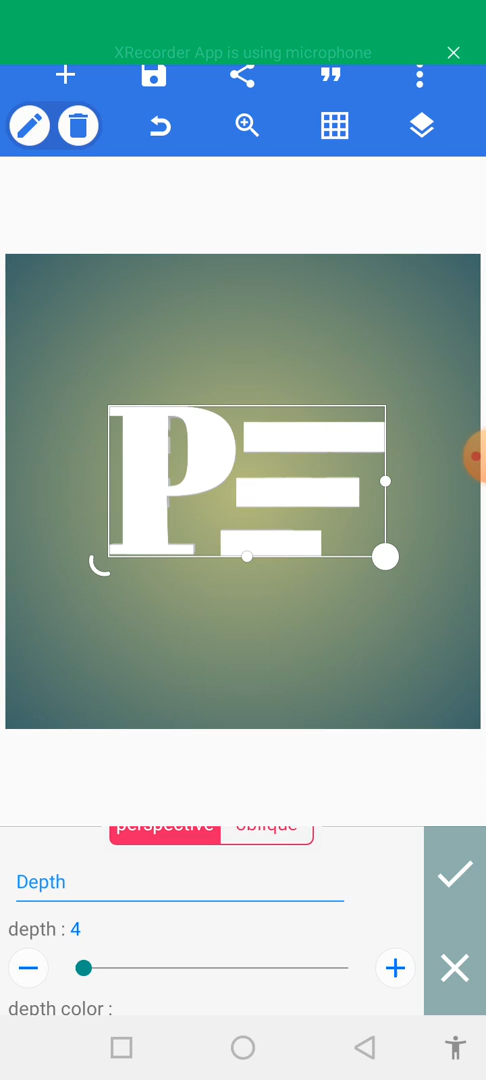 XRecorder App is using microphone
P
perspective oblique
Depth
depth : 4
depth color :